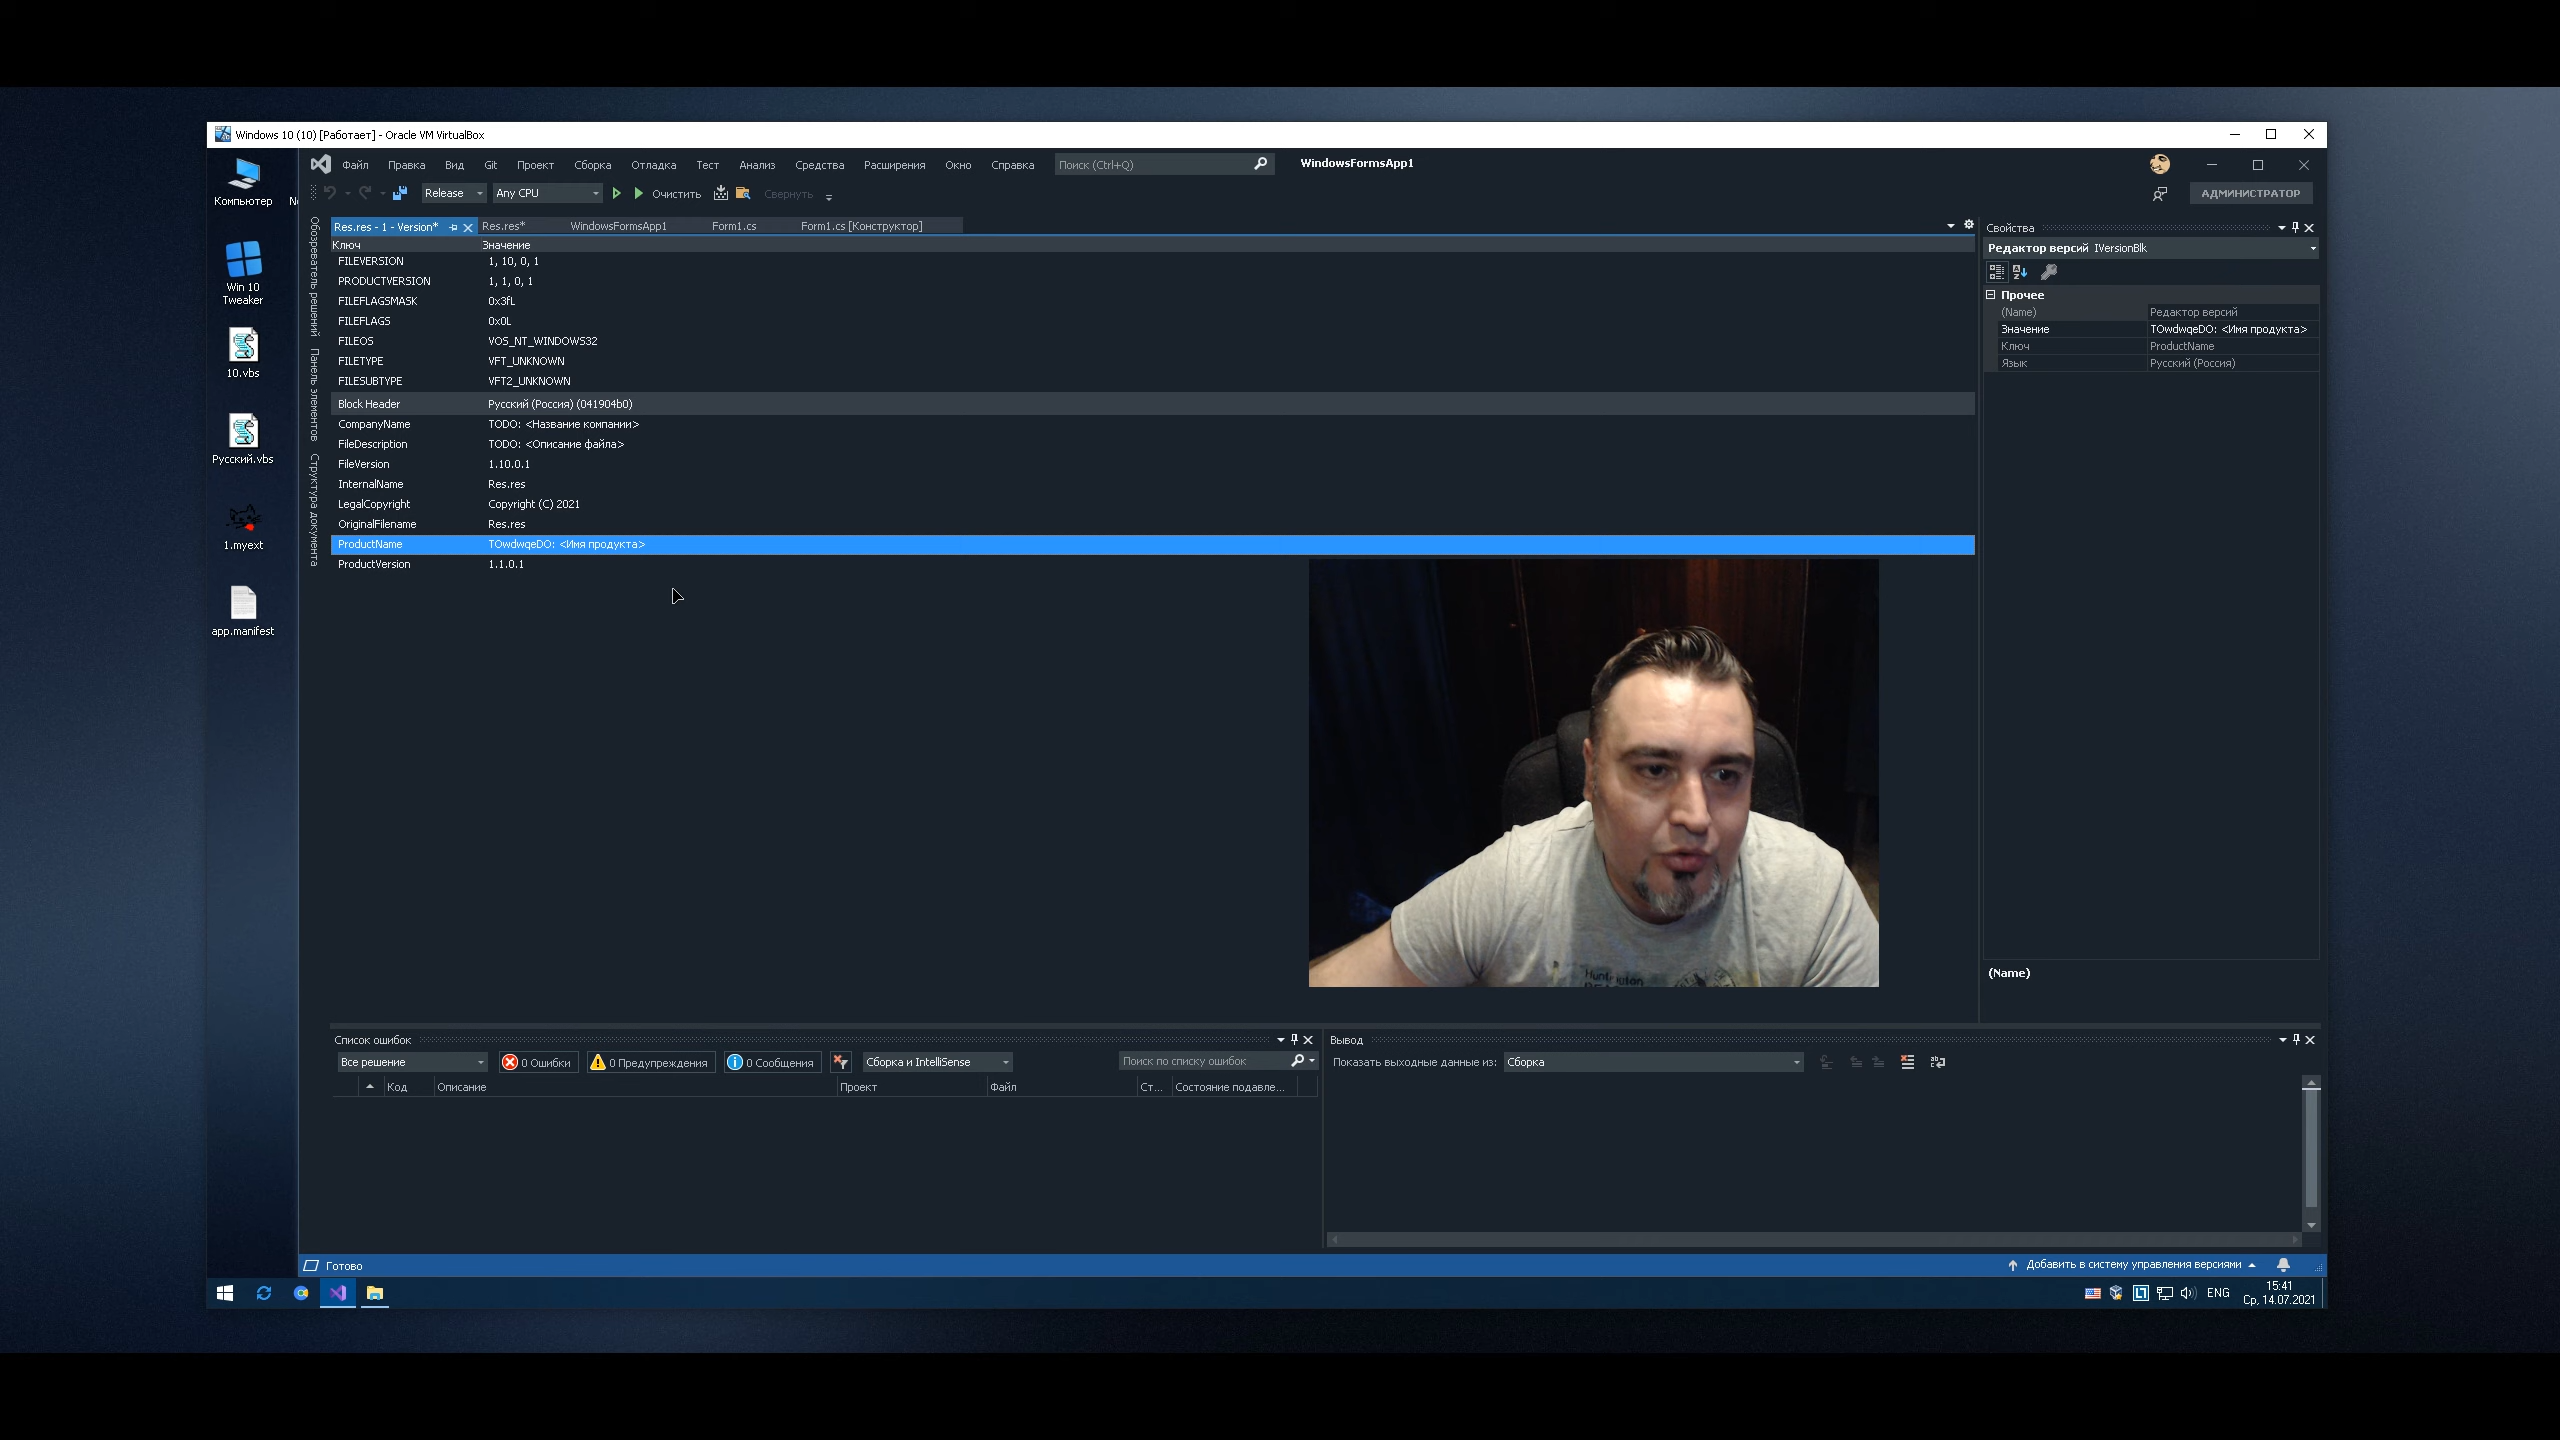 Windows 10 (10) [Работает] - Oracle VM VirtualBox
Файл Правка Вид Git Проект Сборка Отладка Тест Анализ Средства Расширения Окно Справка Поиск (Ctrl+Q) WindowsFormsApp1
Release Any CPU Очистить Свернуть АДМИНИСТРАТОР
Компьютер
Win 10
Tweaker
10.vbs
Русский.vbs
1.myext
app.manifest
Обозреватель решений
Панель элементов
Структура документа
Res.res - 1 - Version* Res.res* WindowsFormsApp1 Form1.cs Form1.cs [Конструктор]
Ключ Значение
FILEVERSION 1, 10, 0, 1
PRODUCTVERSION 1, 1, 0, 1
FILEFLAGSMASK 0x3fL
FILEFLAGS 0x0L
FILEOS VOS_NT_WINDOWS32
FILETYPE VFT_UNKNOWN
FILESUBTYPE VFT2_UNKNOWN
Block Header Русский (Россия) (041904b0)
CompanyName TODO: <Название компании>
FileDescription TODO: <Описание файла>
FileVersion 1.10.0.1
InternalName Res.res
LegalCopyright Copyright (C) 2021
OriginalFilename Res.res
ProductName TOwdwqeDO: <Имя продукта>
ProductVersion 1.1.0.1
Свойства
Редактор версий IVersionBlk
Прочее
(Name) Редактор версий
Значение TOwdwqeDO: <Имя продукта>
Ключ ProductName
Язык Русский (Россия)
(Name)
Список ошибок
Все решение 0 Ошибки 0 Предупреждения 0 Сообщения Сборка и IntelliSense Поиск по списку ошибок
Код Описание Проект Файл Ст... Состояние подавле...
Вывод
Показать выходные данные из: Сборка
Готово
Добавить в систему управления версиями
ENG
15:41
Ср, 14.07.2021